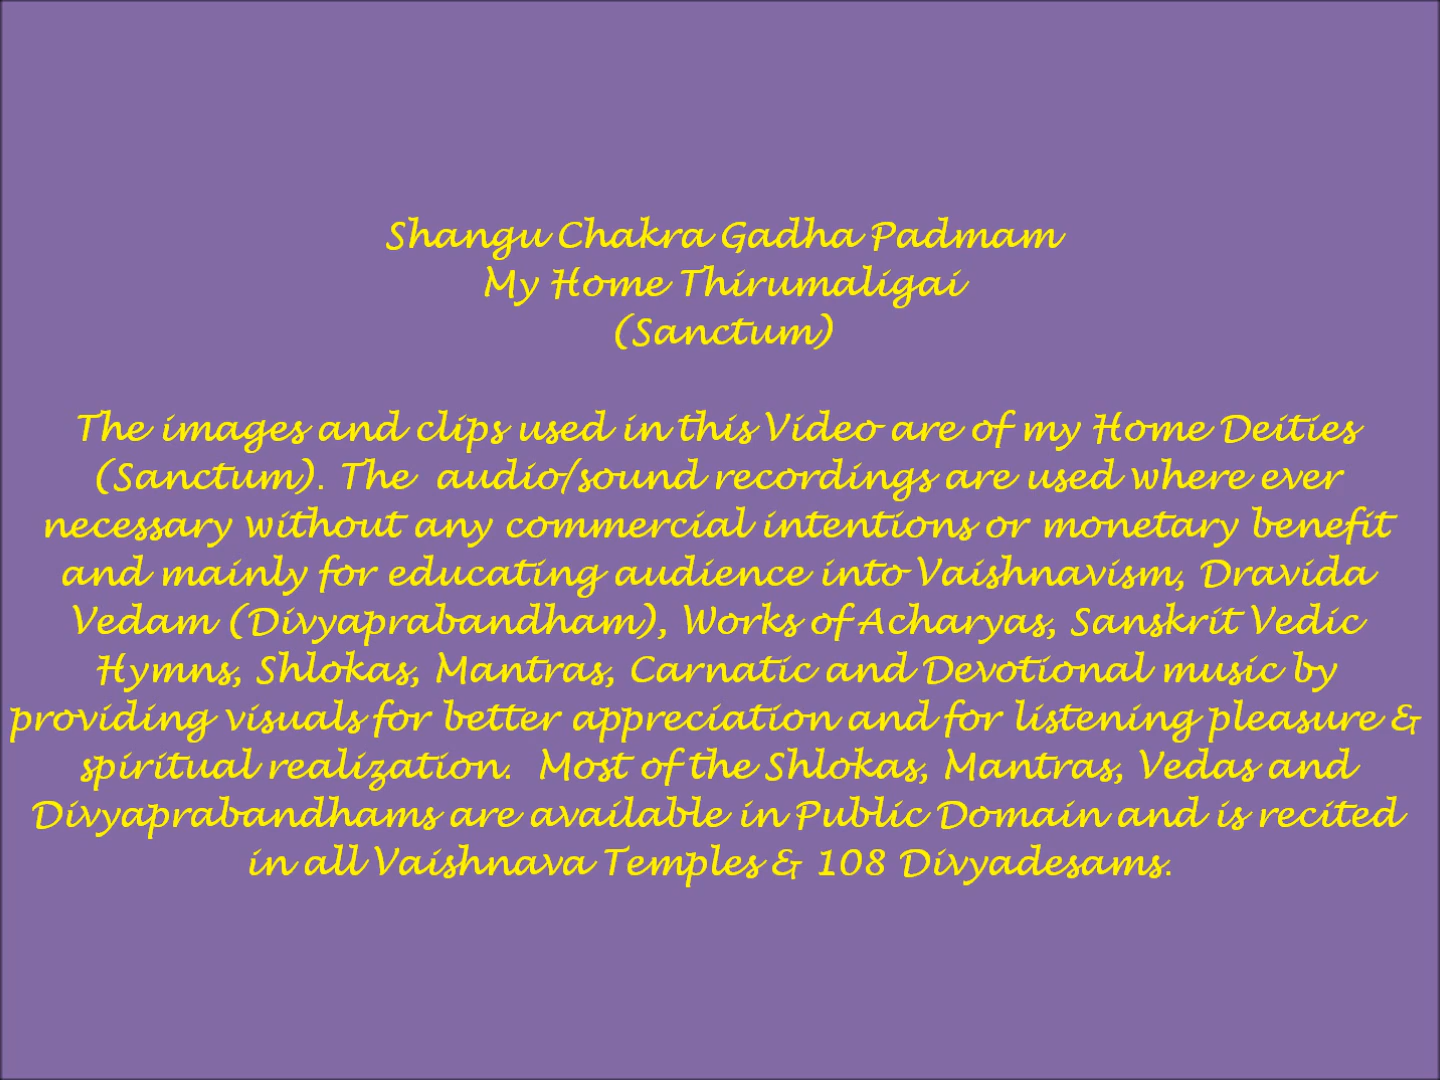 Shangu Chakra Gadha Padmam
My Home Thirumaligai
(Sanctum)
The images and clips used in this Video are of my Home Deities
(Sanctum). The  audio/sound recordings are used where ever
necessary without any commercial intentions or monetary benefit
and mainly for educating audience into Vaishnavism, Dravida
Vedam (Divyaprabandham), Works of Acharyas, Sanskrit Vedic
Hymns, Shlokas, Mantras, Carnatic and Devotional music by
providing visuals for better appreciation and for listening pleasure &
spiritual realization.  Most of the Shlokas, Mantras, Vedas and
Divyaprabandhams are available in Public Domain and is recited
in all Vaishnava Temples & 108 Divyadesams.